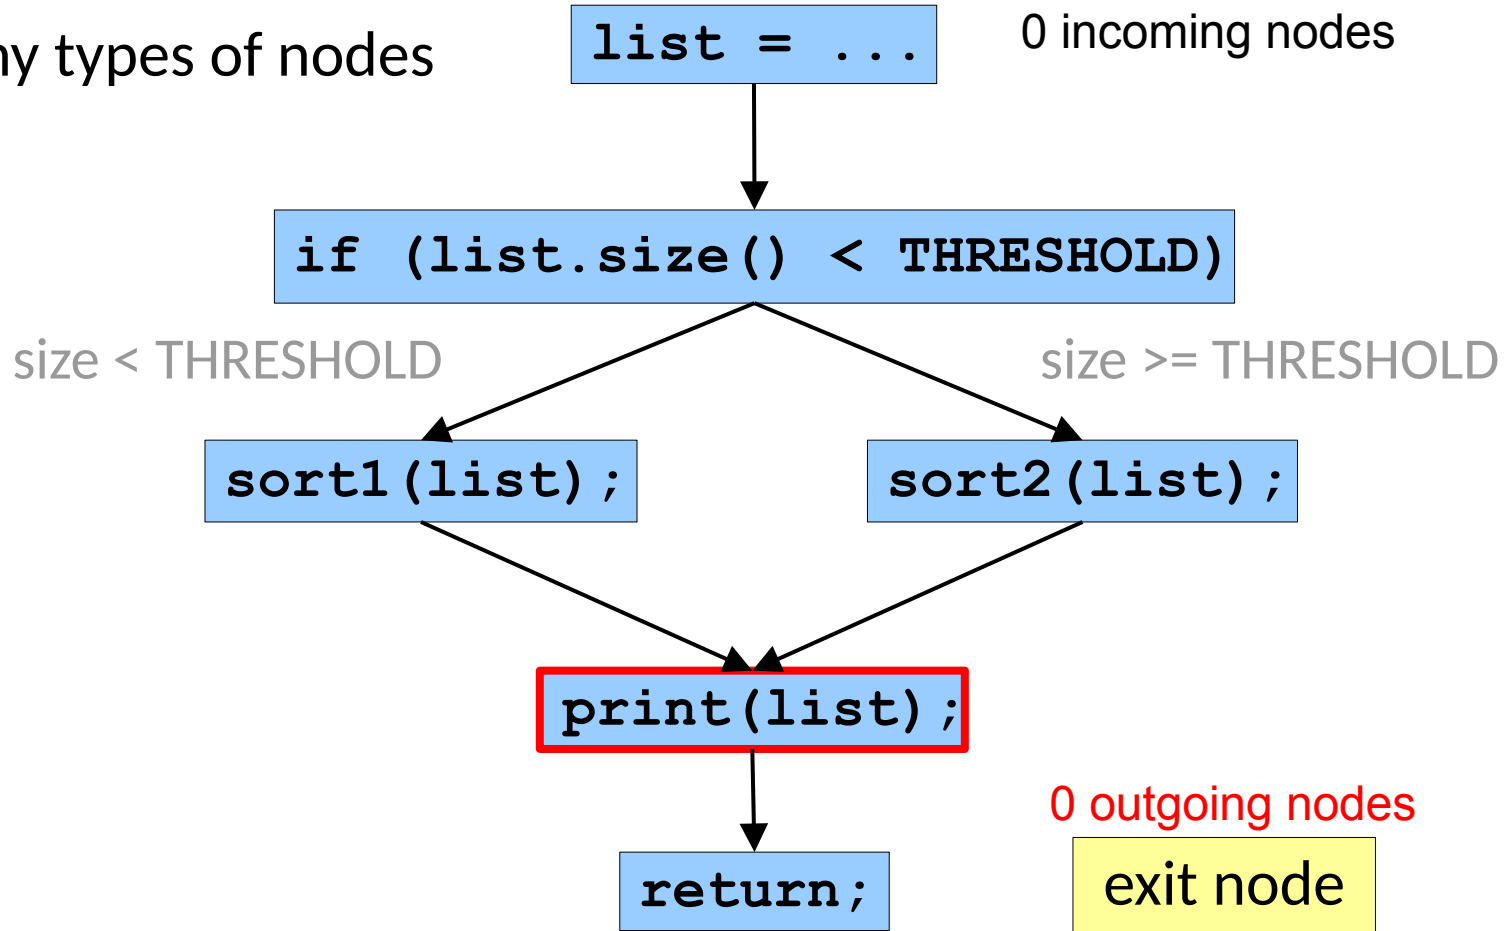 ny types of nodes
list = ...
0 incoming nodes
if (list.size() < THRESHOLD)
size < THRESHOLD
size >= THRESHOLD
sort1(list);
sort2(list);
print(list);
0 outgoing nodes
return;
exit node